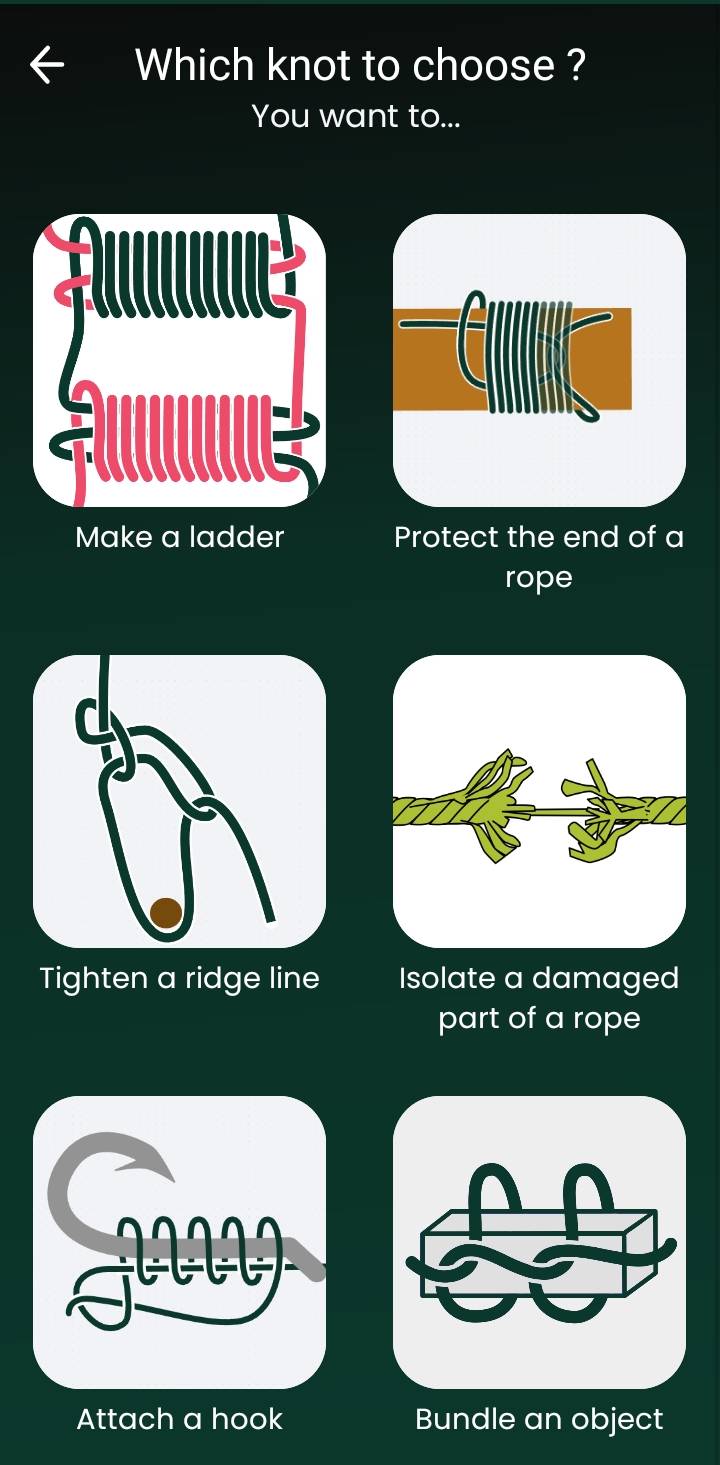 Which knot to choose ?
You want to...
Make a ladder
Protect the end of a
rope
Tighten a ridge line
Isolate a damaged
part of a rope
Attach a hook
Bundle an object